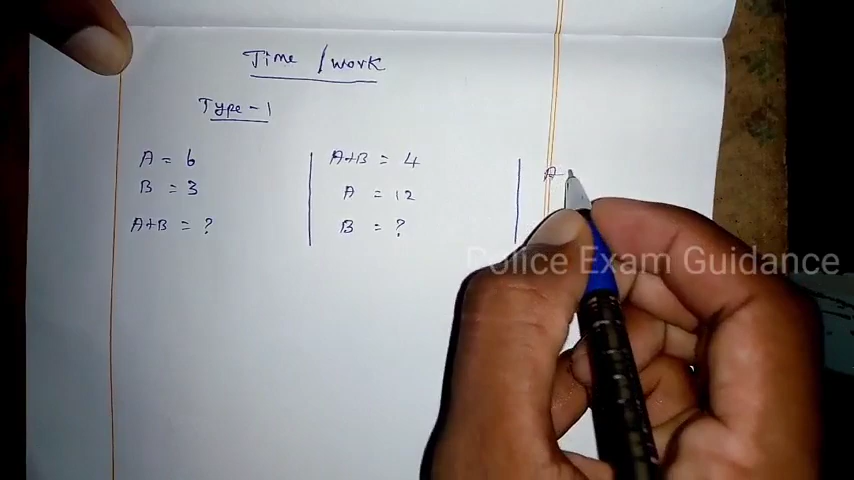 Time / work
Type - 1
A = 6
B = 3
A+B = ?
A+B = 4
A = 12
B = ?
A
Police Exam Guidance